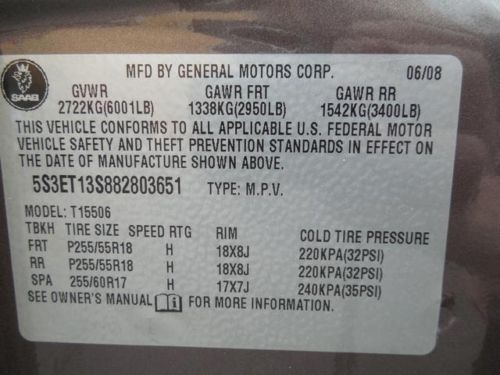 SAAB
MFD BY GENERAL MOTORS CORP. 06/08
GVWR GAWR FRT GAWR RR
2722KG(6001LB) 1338KG(2950LB) 1542KG(3400LB)
THIS VEHICLE CONFORMS TO ALL APPLICABLE U.S. FEDERAL MOTOR
VEHICLE SAFETY AND THEFT PREVENTION STANDARDS IN EFFECT ON
THE DATE OF MANUFACTURE SHOWN ABOVE.
5S3ET13S882803651 TYPE: M.P.V.
MODEL: T15506
TBKH TIRE SIZE SPEED RTG RIM COLD TIRE PRESSURE
FRT P255/55R18 H 18X8J 220KPA(32PSI)
RR P255/55R18 H 18X8J 220KPA(32PSI)
SPA 255/60R17 H 17X7J 240KPA(35PSI)
SEE OWNER'S MANUAL FOR MORE INFORMATION.